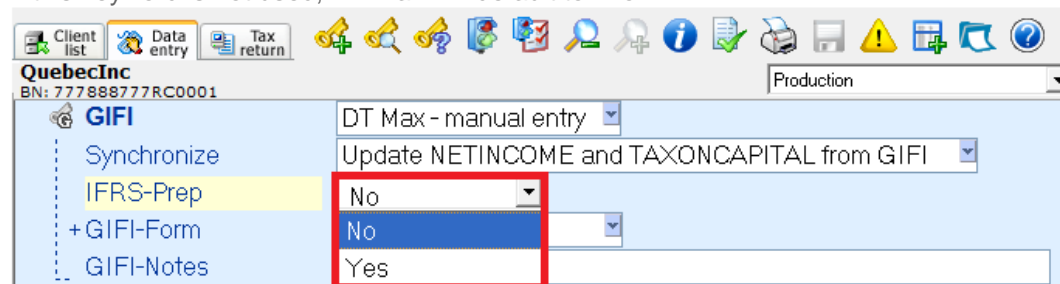 Client list
Data entry
Tax return
QuebecInc
BN: 777888777RC0001
Production
GIFI
DT Max - manual entry
Synchronize
Update NETINCOME and TAXONCAPITAL from GIFI
IFRS-Prep
No
+GIFI-Form
No
GIFI-Notes
Yes